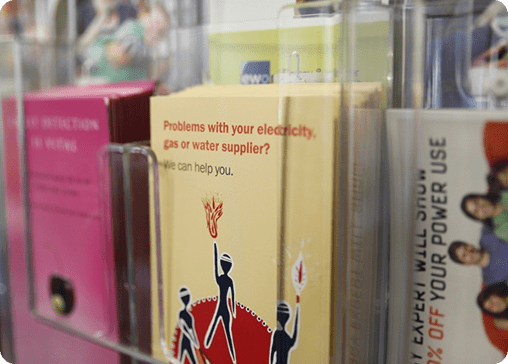 Problems with your electricity,
gas or water supplier?
We can help you.
ewo
EXPERT WILL SHOW
% OFF YOUR POWER USE